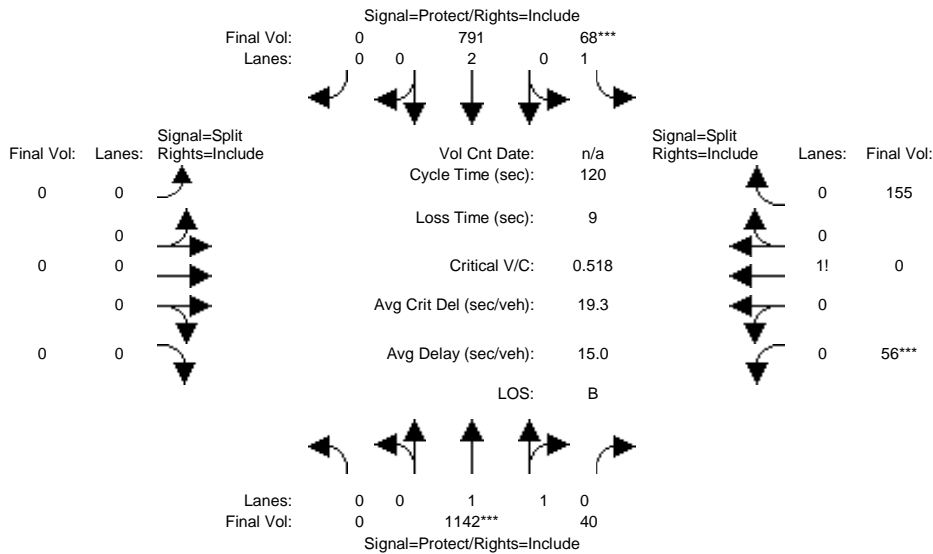 Signal=Protect/Rights=Include
Final Vol: 0 791 68***
Lanes: 0 0 2 0 1
Signal=Split Signal=Split
Final Vol: Lanes: Rights=Include Vol Cnt Date: n/a Rights=Include Lanes: Final Vol:
Cycle Time (sec): 120
0 0 0 155
Loss Time (sec): 9
0 0
0 0 Critical V/C: 0.518 1! 0
0 Avg Crit Del (sec/veh): 19.3 0
0 0 Avg Delay (sec/veh): 15.0 0 56***
LOS: B
Lanes: 0 0 1 1 0
Final Vol: 0 1142*** 40
Signal=Protect/Rights=Include